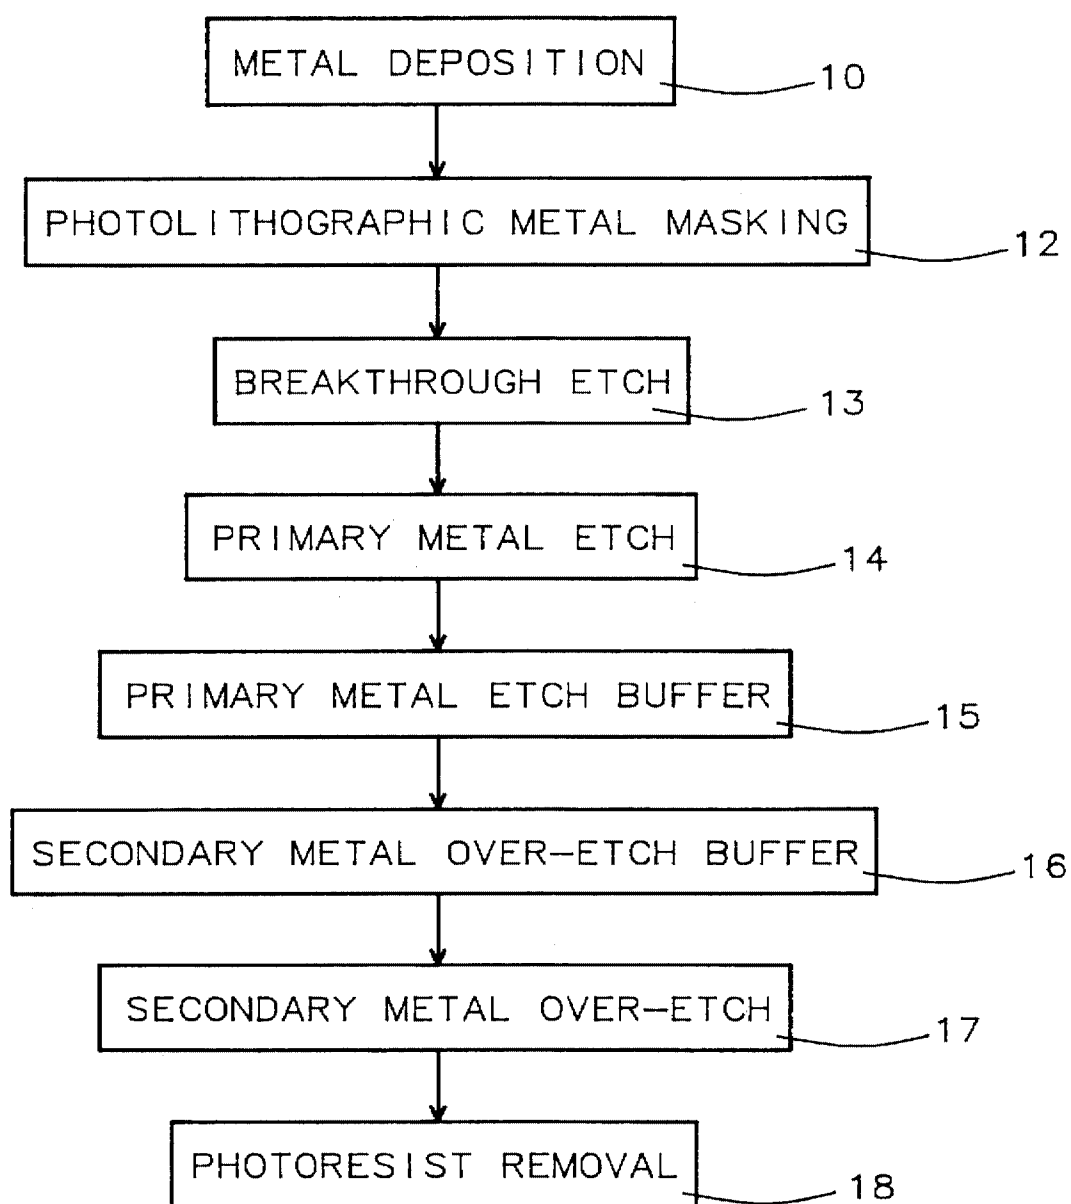 METAL DEPOSITION
10
PHOTOLITHOGRAPHIC METAL MASKING
12
BREAKTHROUGH ETCH
13
PRIMARY METAL ETCH
14
PRIMARY METAL ETCH BUFFER
15
SECONDARY METAL OVER-ETCH BUFFER
16
SECONDARY METAL OVER-ETCH
17
PHOTORESIST REMOVAL
18